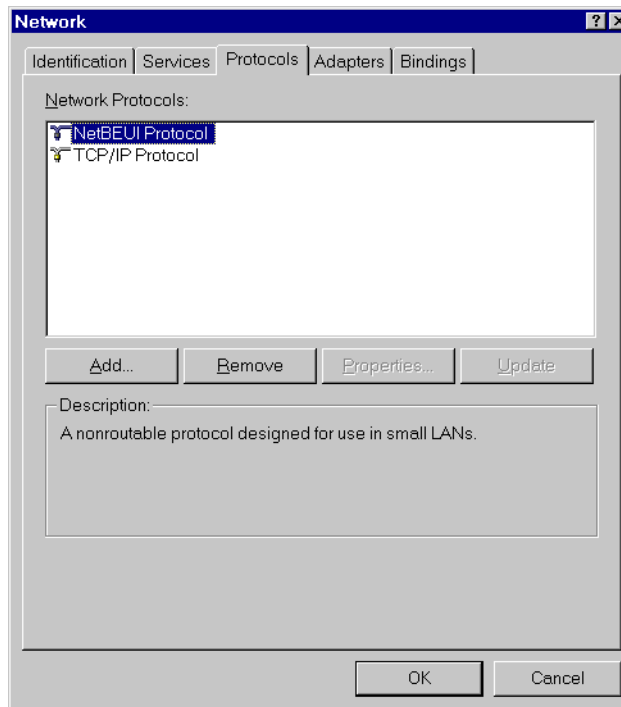 Network
Identification Services Protocols Adapters Bindings
Network Protocols:
NetBEUI Protocol
TCP/IP Protocol
Add... Remove Properties... Update
Description:
A nonroutable protocol designed for use in small LANs.
OK Cancel